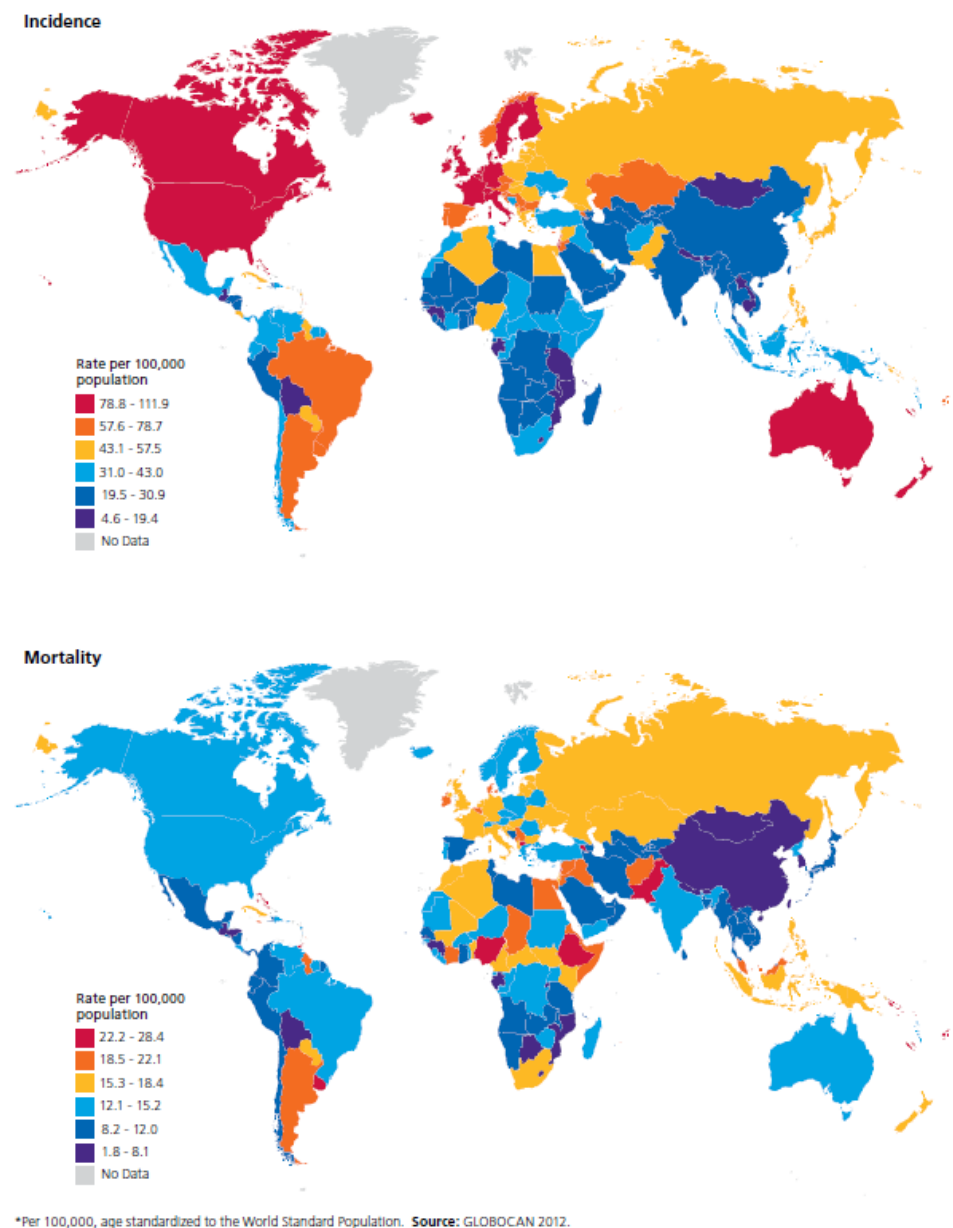 Incidence
Rate per 100,000
population
78.8 - 111.9
57.6 - 78.7
43.1 - 57.5
31.0 - 43.0
19.5 - 30.9
4.6 - 19.4
No Data
Mortality
Rate per 100,000
population
22.2 - 28.4
18.5 - 22.1
15.3 - 18.4
12.1 - 15.2
8.2 - 12.0
1.8 - 8.1
No Data
*Per 100,000, age standardized to the World Standard Population. Source: GLOBOCAN 2012.